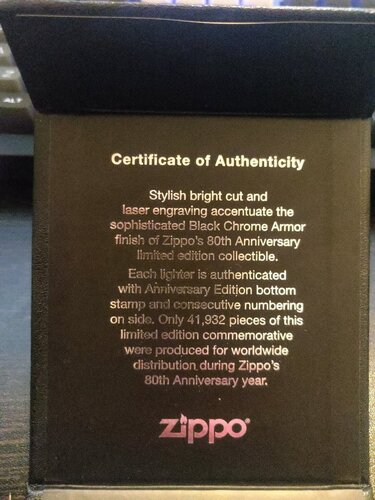 ALT
Certificate of Authenticity
Stylish bright cut and
laser engraving accentuate the
sophisticated Black Chrome Armor
finish of Zippo's 80th Anniversary
limited edition collectible.
Each lighter is authenticated
with Anniversary Edition bottom
stamp and consecutive numbering
on side. Only 41,932 pieces of this
limited edition commemorative
were produced for worldwide
distribution during Zippo's
80th Anniversary year.
zippo®